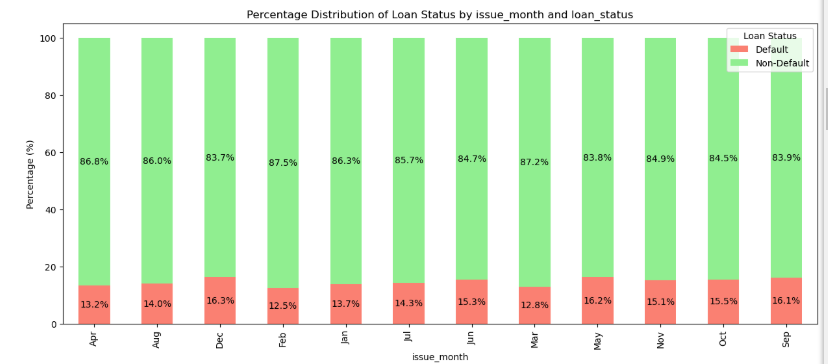 Percentage Distribution of Loan Status by issue_month and loan_status
Loan Status
Default
Non-Default
Percentage (%)
100
80
60
40
20
0
86.8% 86.0% 83.7% 87.5% 86.3% 85.7% 84.7% 87.2% 83.8% 84.9% 84.5% 83.9%
13.2% 14.0% 16.3% 12.5% 13.7% 14.3% 15.3% 12.8% 16.2% 15.1% 15.5% 16.1%
Apr Aug Dec Feb Jan Jul Jun Mar May Nov Oct Sep
issue_month